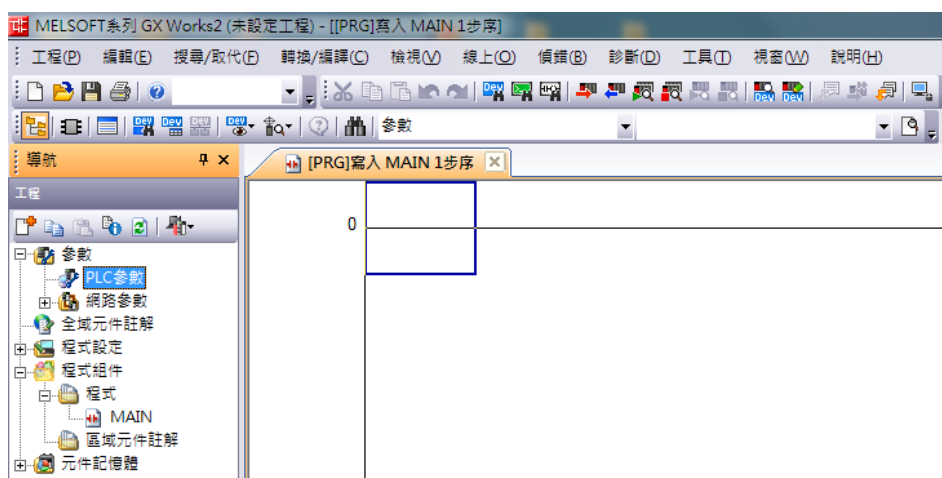 MELSOFT系列 GX Works2 (未設定工程) - [[PRG]寫入 MAIN 1步序]
工程(P) 編輯(E) 搜尋/取代(F) 轉換/編譯(C) 檢視(V) 線上(O) 偵錯(B) 診斷(D) 工具(T) 視窗(W) 說明(H)
參數
導航
[PRG]寫入 MAIN 1步序
工程
0
參數
PLC參數
網路參數
全域元件註解
程式設定
程式組件
程式
MAIN
區域元件註解
元件記憶體